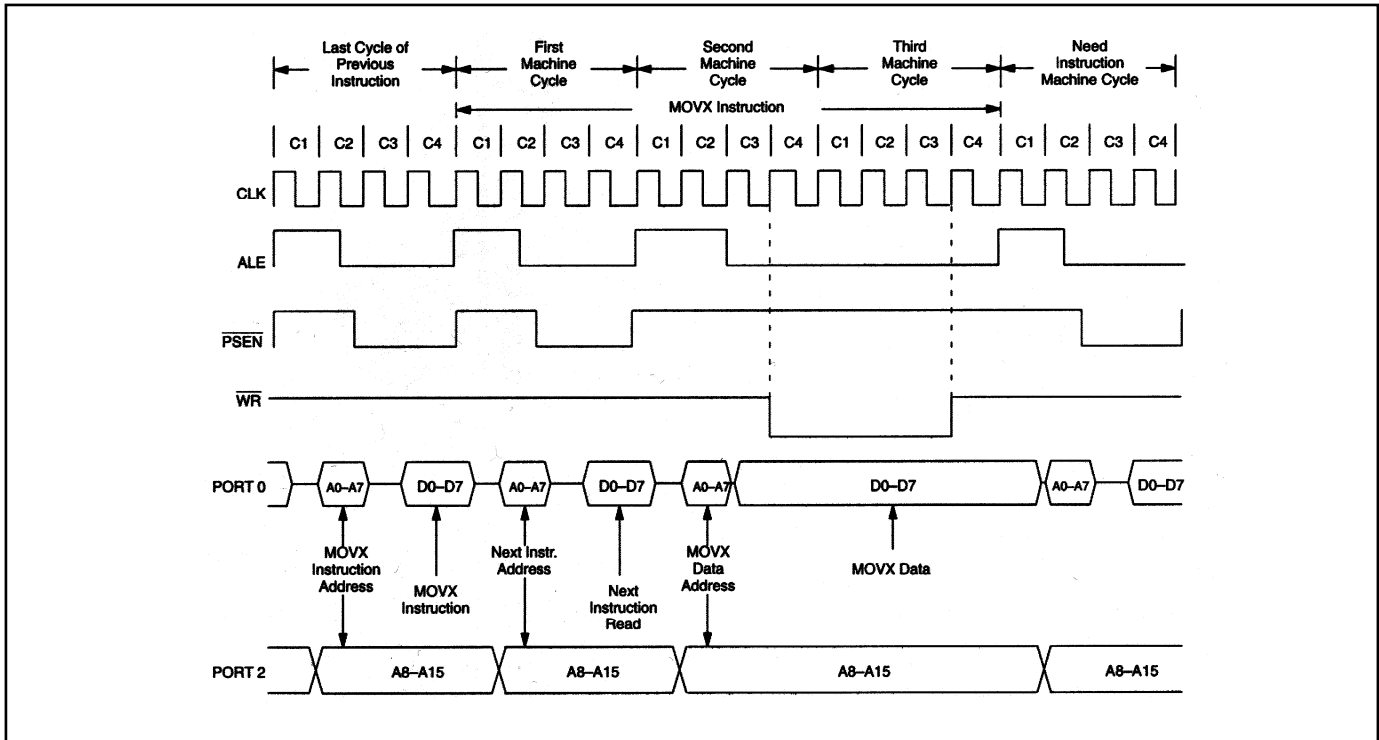 Last Cycle of
Previous
Instruction
First
Machine
Cycle
Second
Machine
Cycle
Third
Machine
Cycle
Need
Instruction
Machine Cycle
MOVX Instruction
C1 C2 C3 C4 C1 C2 C3 C4 C1 C2 C3 C4 C1 C2 C3 C4 C1 C2 C3 C4
CLK
ALE
PSEN
WR
PORT 0 A0–A7 D0–D7 A0–A7 D0–D7 A0–A7 D0–D7 A0–A7 D0–D7
MOVX
Instruction
Address
MOVX
Instruction
Next Instr.
Address
Next
Instruction
Read
MOVX
Data
Address
MOVX Data
PORT 2 A8–A15 A8–A15 A8–A15 A8–A15